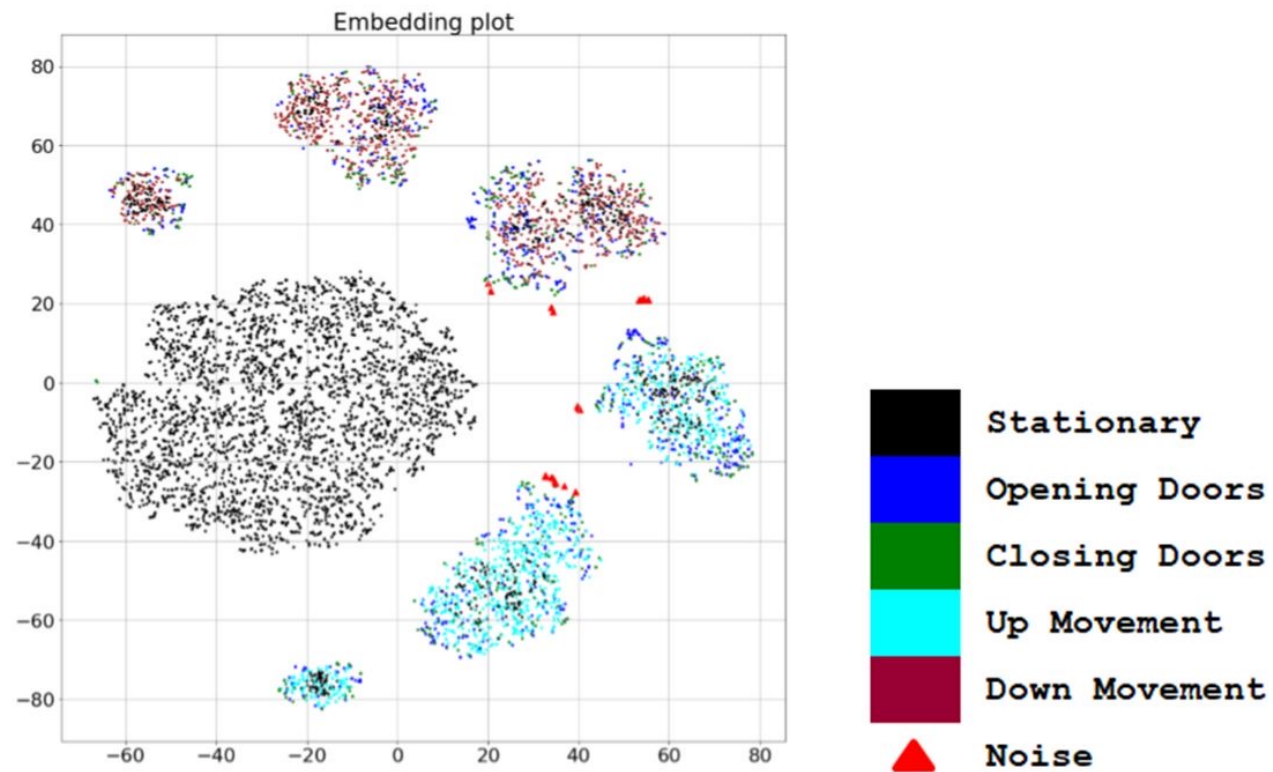 Embedding plot
80
60
40
20
0
−20
−40
−60
−80
−60 −40 −20 0 20 40 60 80
Stationary
Opening Doors
Closing Doors
Up Movement
Down Movement
Noise